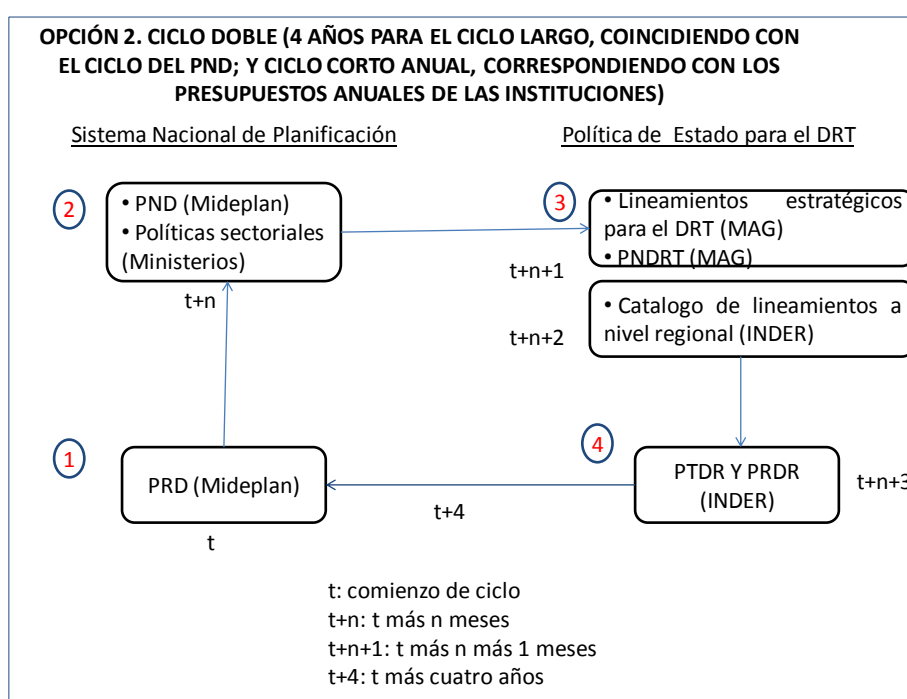 OPCIÓN 2. CICLO DOBLE (4 AÑOS PARA EL CICLO LARGO, COINCIDIENDO CON
EL CICLO DEL PND; Y CICLO CORTO ANUAL, CORRESPONDIENDO CON LOS
PRESUPUESTOS ANUALES DE LAS INSTITUCIONES)
Sistema Nacional de Planificación
Política de Estado para el DRT
2
• PND (Mideplan)
• Políticas sectoriales
(Ministerios)
t+n
3
• Lineamientos estratégicos
para el DRT (MAG)
• PNDRT (MAG)
t+n+1
• Catalogo de lineamientos a
nivel regional (INDER)
t+n+2
1
PRD (Mideplan)
t
4
PTDR Y PRDR
(INDER)
t+n+3
t+4
t: comienzo de ciclo
t+n: t más n meses
t+n+1: t más n más 1 meses
t+4: t más cuatro años